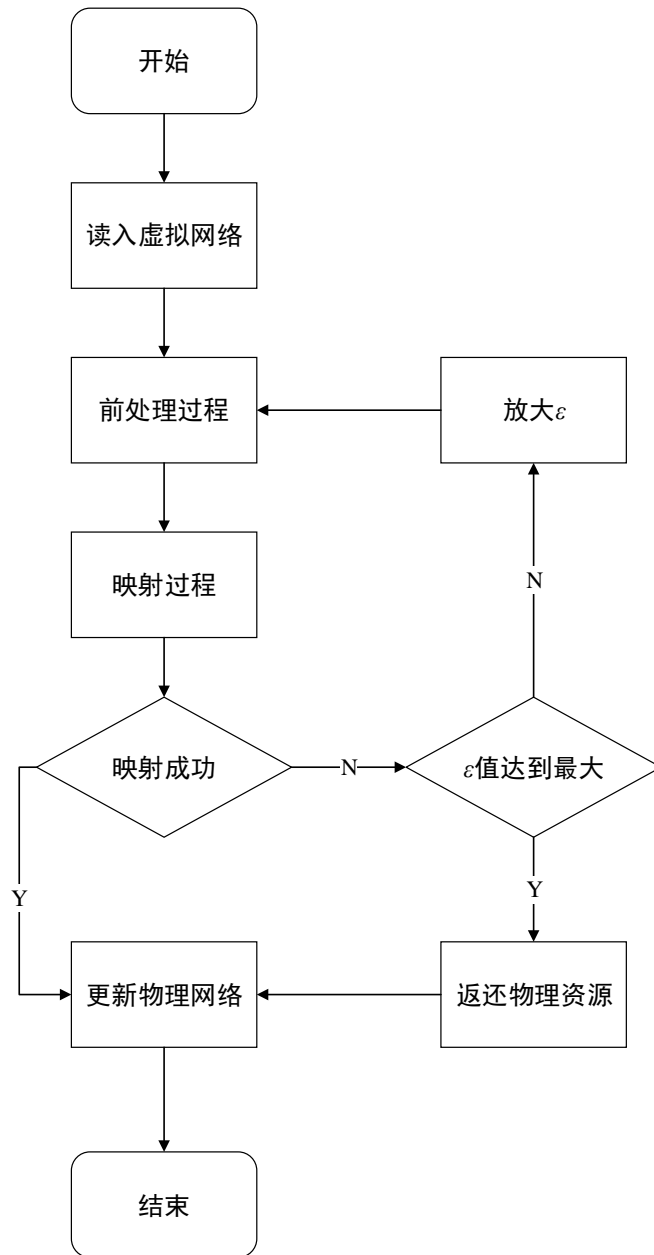 开始
读入虚拟网络
前处理过程
放大ε
映射过程
N
映射成功
N
ε值达到最大
Y
Y
更新物理网络
返还物理资源
结束